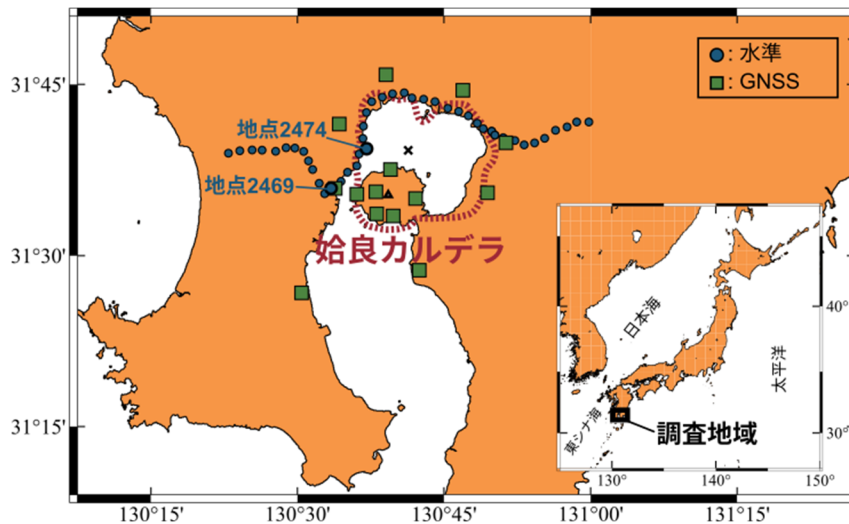 31°45'
31°30'
31°15'
130°15'
130°30'
130°45'
131°00'
131°15'
: 水準
: GNSS
地点2474
地点2469
姶良カルデラ
日本海
太平洋
東シナ海
調査地域
40°
30°
130°
140°
150°